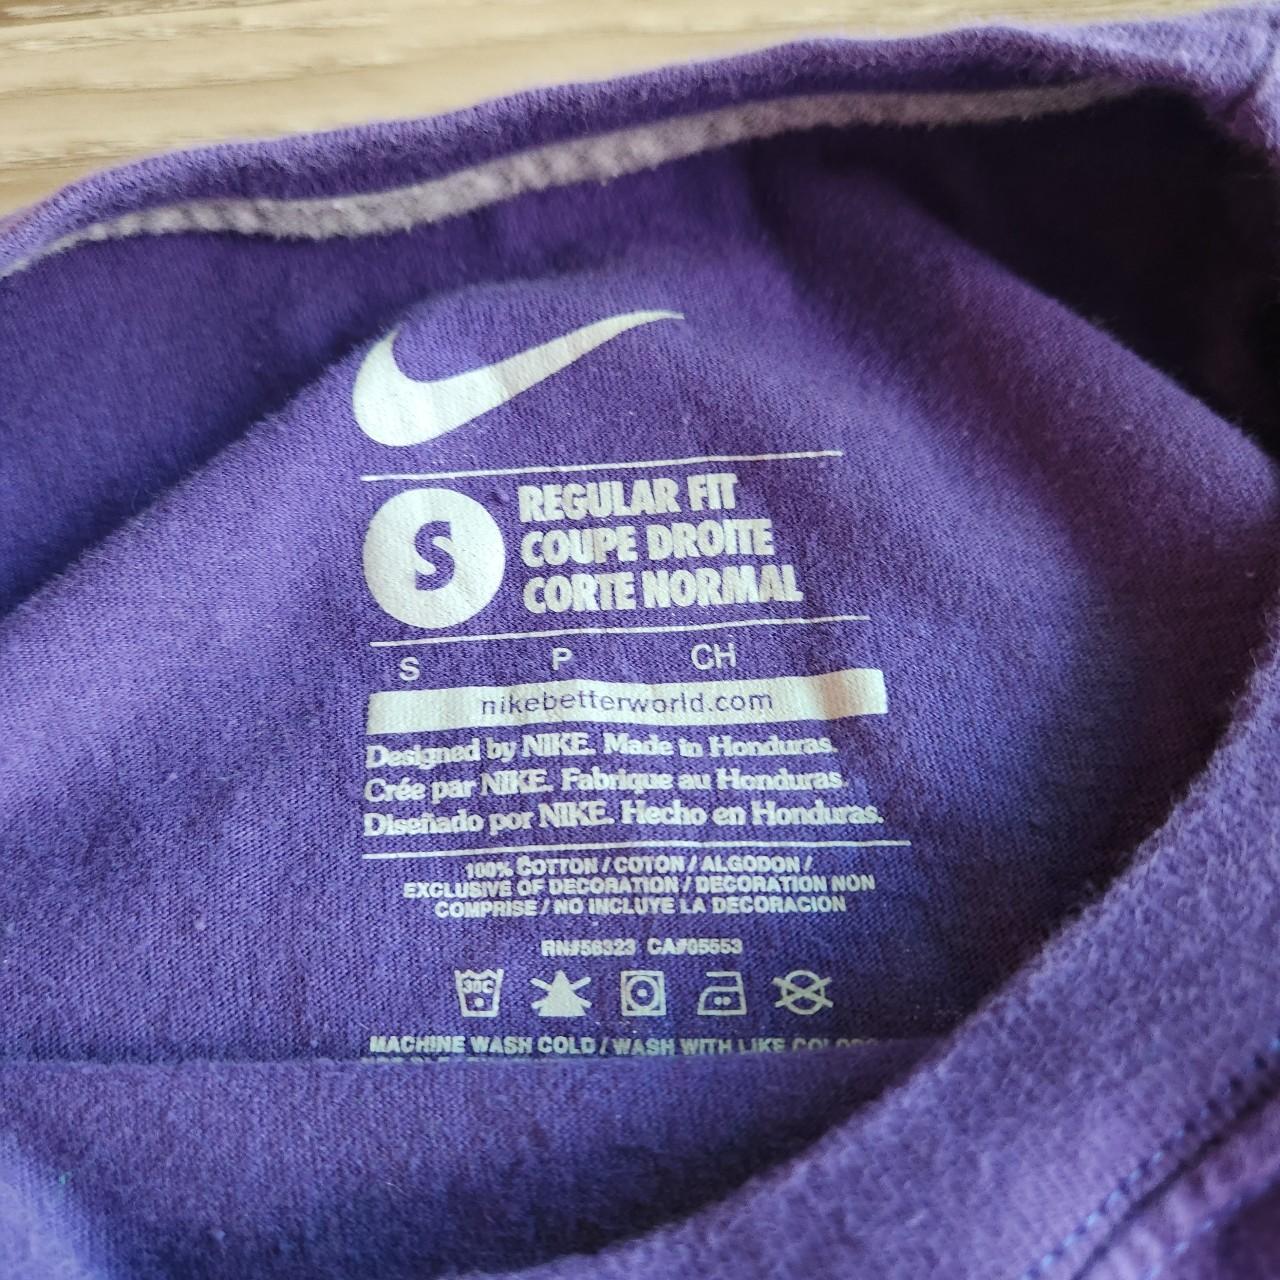 S
REGULAR FIT
COUPE DROITE
CORTE NORMAL
S P CH
nikebetterworld.com
Designed by NIKE. Made in Honduras.
Crée par NIKE. Fabrique au Honduras.
Diseñado por NIKE. Hecho en Honduras.
100% COTTON / COTON / ALGODON /
EXCLUSIVE OF DECORATION / DECORATION NON
COMPRISE / NO INCLUYE LA DECORACION
RN#56323 CA#05553
30C
MACHINE WASH COLD / WASH WITH LIKE COLORS